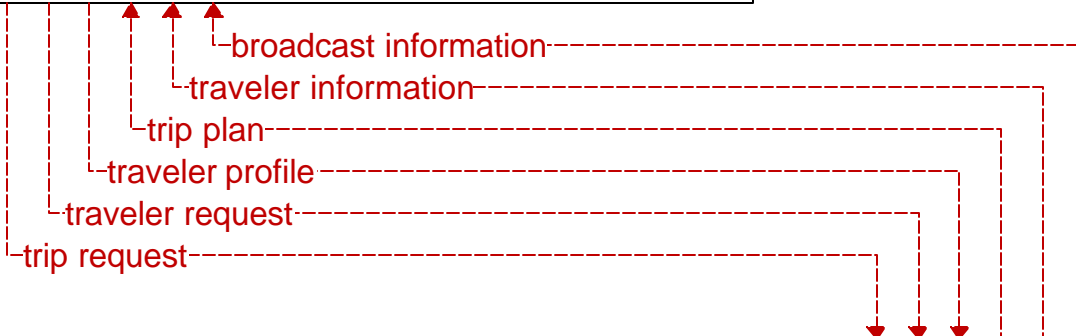 broadcast information
traveler information
trip plan
traveler profile
traveler request
trip request